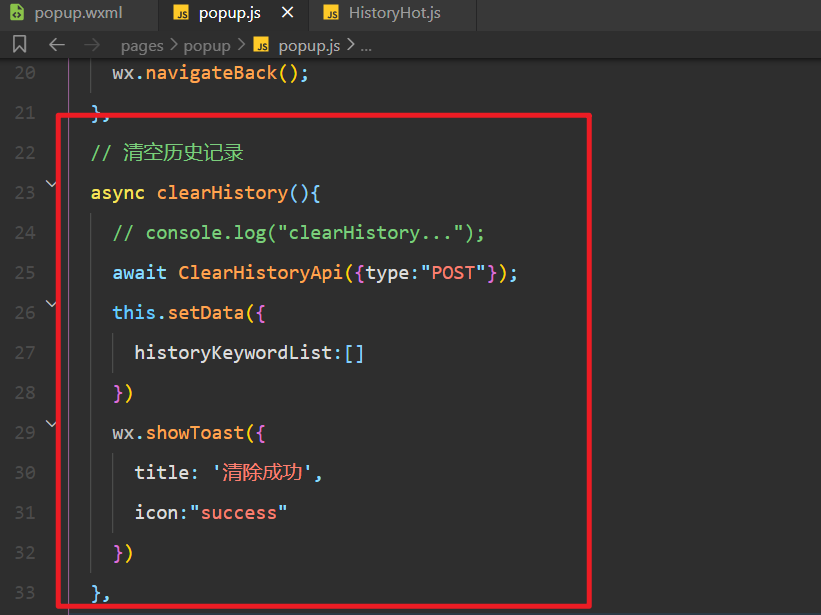 popup.wxml JS popup.js × JS HistoryHot.js
pages > popup > JS popup.js > ...
20 wx.navigateBack();
21 },
22 // 清空历史记录
23 async clearHistory(){
24 // console.log("clearHistory...");
25 await ClearHistoryApi({type:"POST"});
26 this.setData({
27 historyKeywordList:[]
28 })
29 wx.showToast({
30 title: '清除成功',
31 icon:"success"
32 })
33 },